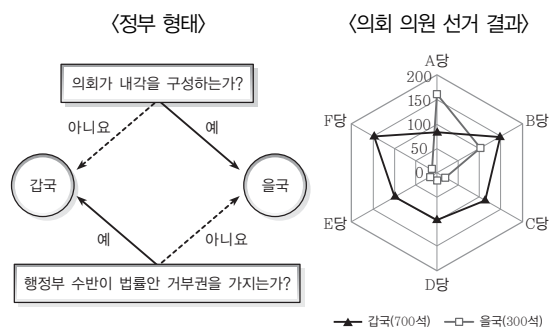 〈정부 형태〉
의회가 내각을 구성하는가?
아니요
예
갑국
을국
예
아니요
행정부 수반이 법률안 거부권을 가지는가?
〈의회 의원 선거 결과〉
A당
200
150
100
50
0
B당
C당
D당
E당
F당
갑국(700석)
을국(300석)